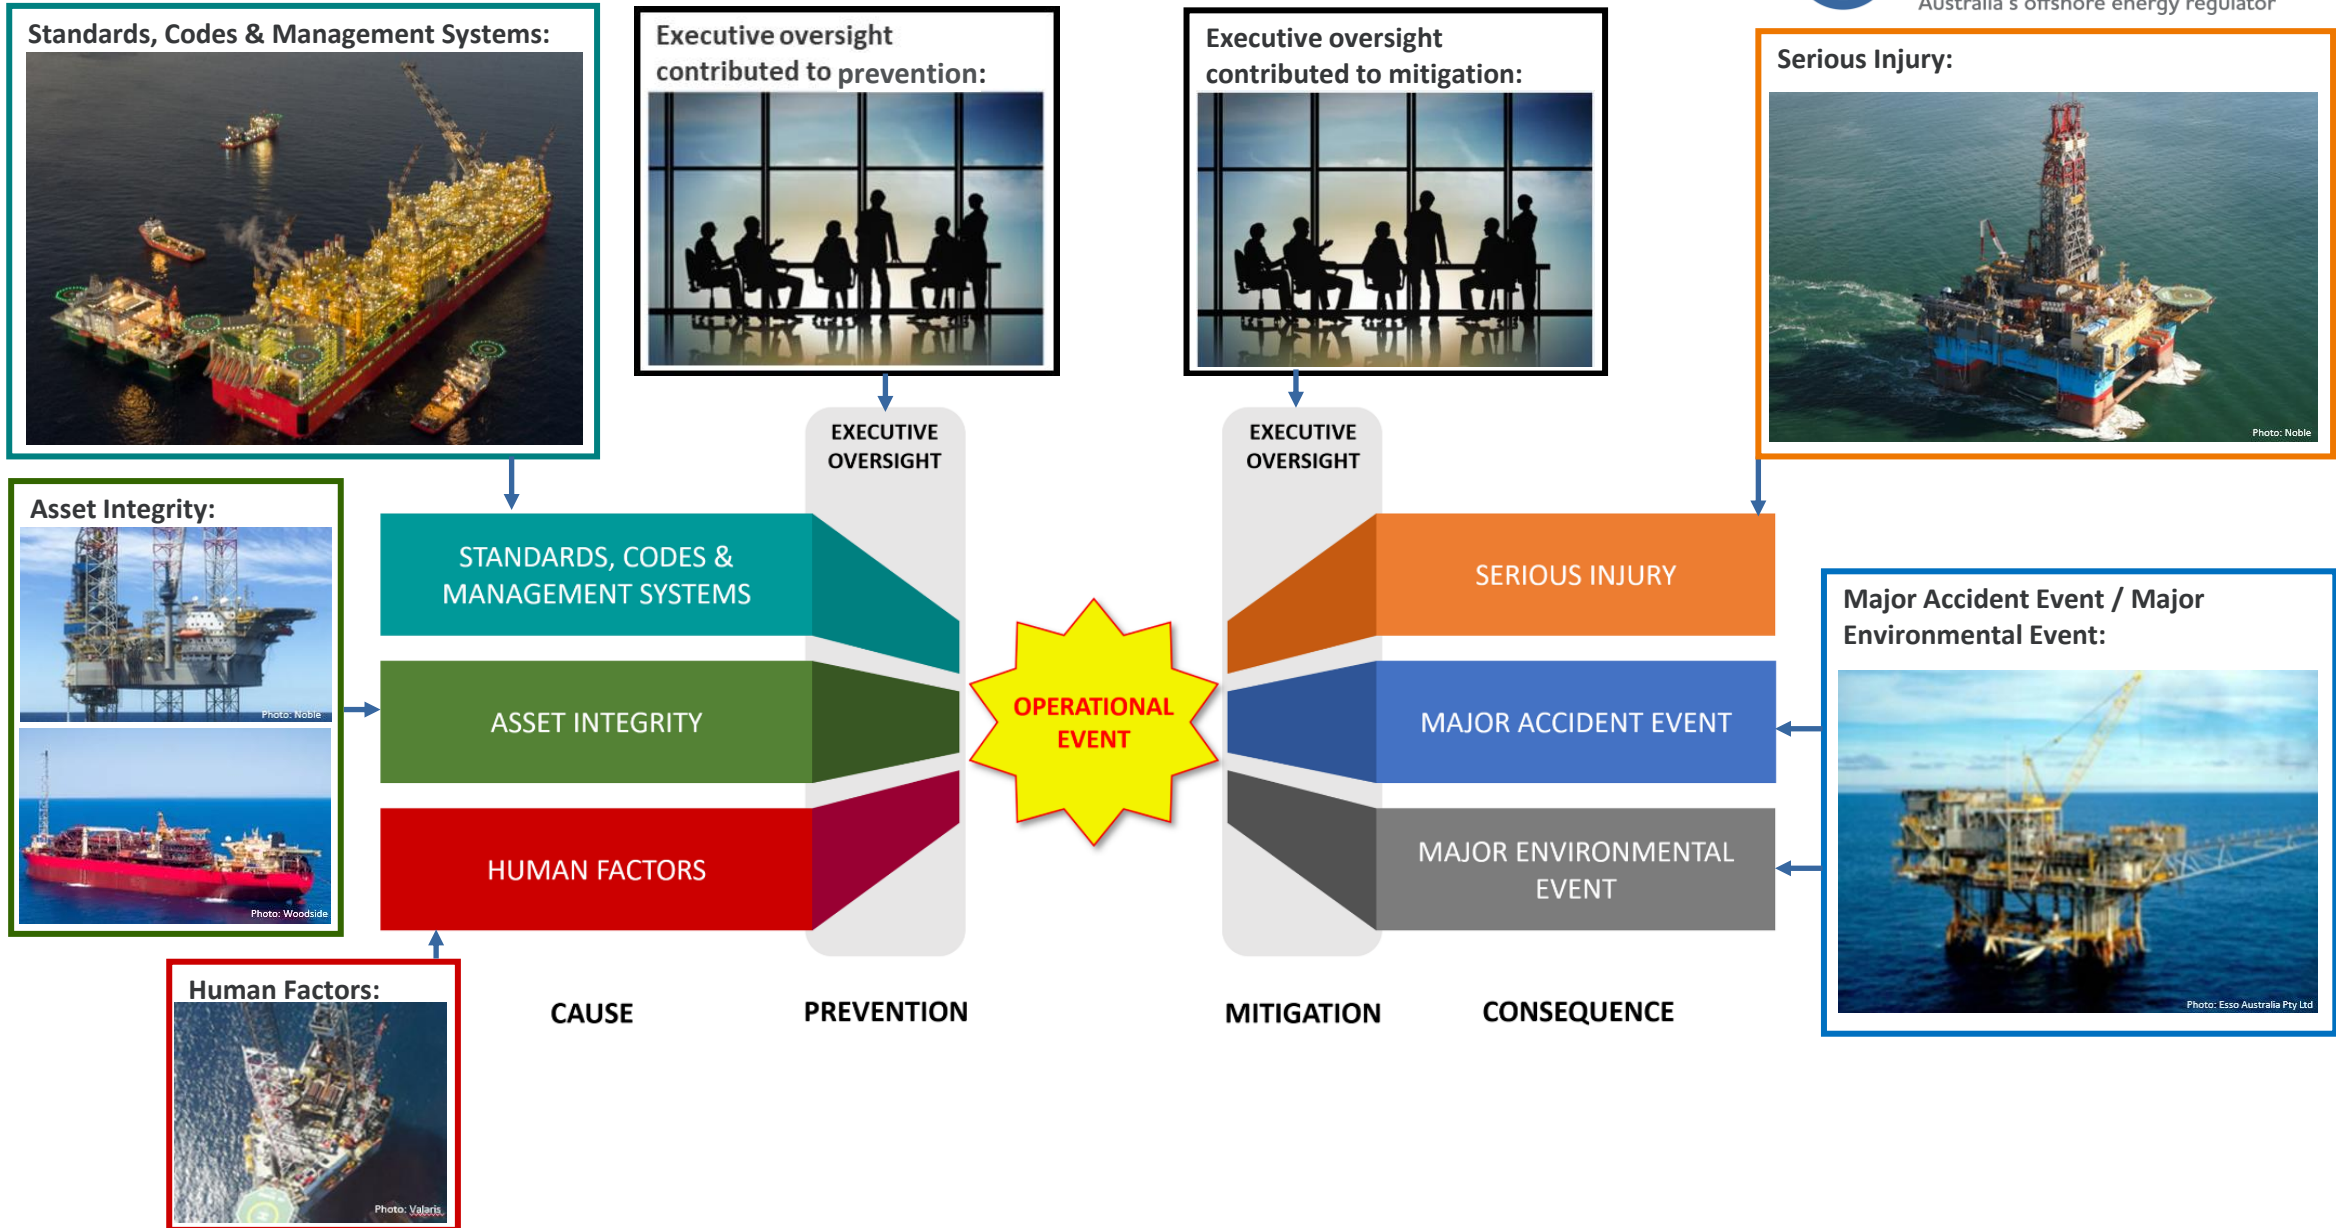 Australia's offshore energy regulator
Standards, Codes & Management Systems:
Executive oversight
contributed to prevention:
Executive oversight
contributed to mitigation:
Serious Injury:
Photo: Noble
EXECUTIVE
OVERSIGHT
EXECUTIVE
OVERSIGHT
Asset Integrity:
Photo: Noble
Photo: Woodside
STANDARDS, CODES &
MANAGEMENT SYSTEMS
ASSET INTEGRITY
HUMAN FACTORS
OPERATIONAL
EVENT
SERIOUS INJURY
MAJOR ACCIDENT EVENT
MAJOR ENVIRONMENTAL
EVENT
Major Accident Event / Major
Environmental Event:
Photo: Esso Australia Pty Ltd
Human Factors:
Photo: Valaris
CAUSE
PREVENTION
MITIGATION
CONSEQUENCE